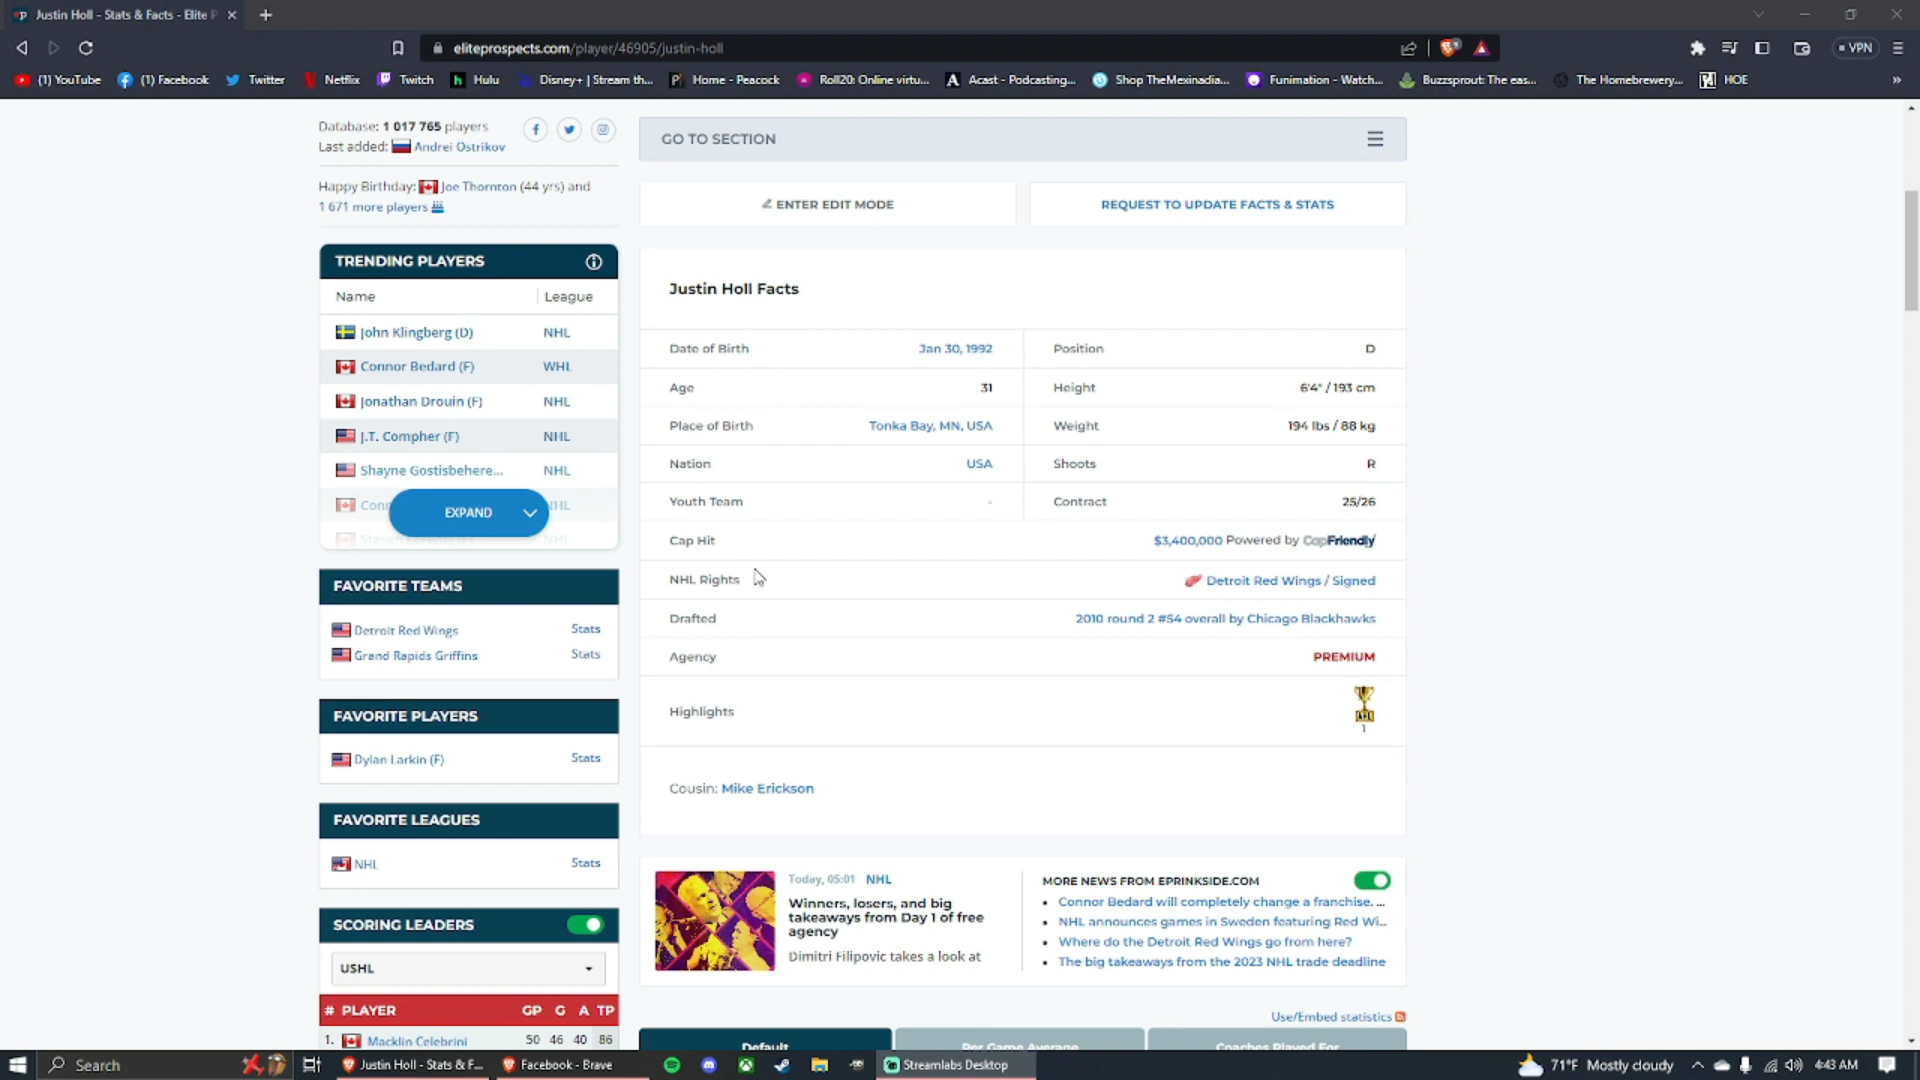 Justin Holl - Stats & Facts - Elite P
eliteprospects.com/player/46905/justin-holl
VPN
(1) YouTube
(1) Facebook
Twitter
Netflix
Twitch
Hulu
Disney+ | Stream th...
Home - Peacock
Roll20: Online virtu...
Acast - Podcasting...
Shop TheMexinadia...
Funimation - Watch...
Buzzsprout: The eas...
The Homebrewery...
HOE
Database: 1 017 765 players
Last added: Andrei Ostrikov
Happy Birthday: Joe Thornton (44 yrs) and
1 671 more players
TRENDING PLAYERS
Name League
John Klingberg (D) NHL
Connor Bedard (F) WHL
Jonathan Drouin (F) NHL
J.T. Compher (F) NHL
Shayne Gostisbehere... NHL
EXPAND
FAVORITE TEAMS
Detroit Red Wings Stats
Grand Rapids Griffins Stats
FAVORITE PLAYERS
Dylan Larkin (F) Stats
FAVORITE LEAGUES
NHL Stats
SCORING LEADERS
USHL
# PLAYER GP G A TP
1. Macklin Celebrini 50 46 40 86
GO TO SECTION
ENTER EDIT MODE
REQUEST TO UPDATE FACTS & STATS
Justin Holl Facts
Date of Birth Jan 30, 1992 Position D
Age 31 Height 6'4" / 193 cm
Place of Birth Tonka Bay, MN, USA Weight 194 lbs / 88 kg
Nation USA Shoots R
Youth Team - Contract 25/26
Cap Hit $3,400,000 Powered by CapFriendly
NHL Rights Detroit Red Wings / Signed
Drafted 2010 round 2 #54 overall by Chicago Blackhawks
Agency PREMIUM
Highlights AHL
1
Cousin: Mike Erickson
Today, 05:01 NHL
Winners, losers, and big
takeaways from Day 1 of free
agency
Dimitri Filipovic takes a look at
MORE NEWS FROM EPRINKSIDE.COM
Connor Bedard will completely change a franchise. ...
NHL announces games in Sweden featuring Red Wi...
Where do the Detroit Red Wings go from here?
The big takeaways from the 2023 NHL trade deadline
Use/Embed statistics
Default
Per Game Average
Coaches Played For
Search
Justin Holl - Stats & F...
Facebook - Brave
Streamlabs Desktop
71°F Mostly cloudy
4:43 AM